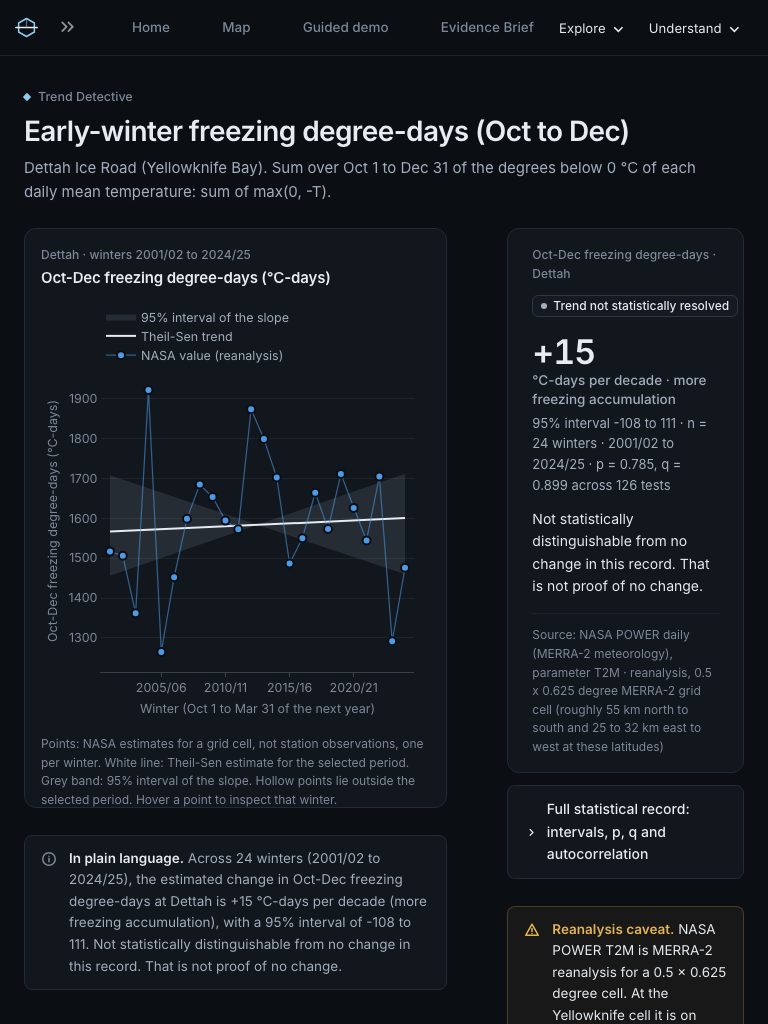 Home
Map
Guided demo
Evidence Brief
Explore
Understand
Trend Detective
Early-winter freezing degree-days (Oct to Dec)
Dettah Ice Road (Yellowknife Bay). Sum over Oct 1 to Dec 31 of the degrees below 0 °C of each
daily mean temperature: sum of max(0, -T).
Dettah · winters 2001/02 to 2024/25
Oct-Dec freezing degree-days (°C-days)
95% interval of the slope
Theil-Sen trend
NASA value (reanalysis)
Oct-Dec freezing degree-days (°C-days)
1900
1800
1700
1600
1500
1400
1300
2005/06 2010/11 2015/16 2020/21
Winter (Oct 1 to Mar 31 of the next year)
Points: NASA estimates for a grid cell, not station observations, one
per winter. White line: Theil-Sen estimate for the selected period.
Grey band: 95% interval of the slope. Hollow points lie outside the
selected period. Hover a point to inspect that winter.
In plain language. Across 24 winters (2001/02 to
2024/25), the estimated change in Oct-Dec freezing
degree-days at Dettah is +15 °C-days per decade (more
freezing accumulation), with a 95% interval of -108 to
111. Not statistically distinguishable from no change in
this record. That is not proof of no change.
Oct-Dec freezing degree-days ·
Dettah
Trend not statistically resolved
+15
°C-days per decade · more
freezing accumulation
95% interval -108 to 111 · n =
24 winters · 2001/02 to
2024/25 · p = 0.785, q =
0.899 across 126 tests
Not statistically
distinguishable from no
change in this record. That
is not proof of no change.
Source: NASA POWER daily
(MERRA-2 meteorology),
parameter T2M · reanalysis, 0.5
x 0.625 degree MERRA-2 grid
cell (roughly 55 km north to
south and 25 to 32 km east to
west at these latitudes)
Full statistical record:
intervals, p, q and
autocorrelation
Reanalysis caveat. NASA
POWER T2M is MERRA-2
reanalysis for a 0.5 × 0.625
degree cell. At the
Yellowknife cell it is on